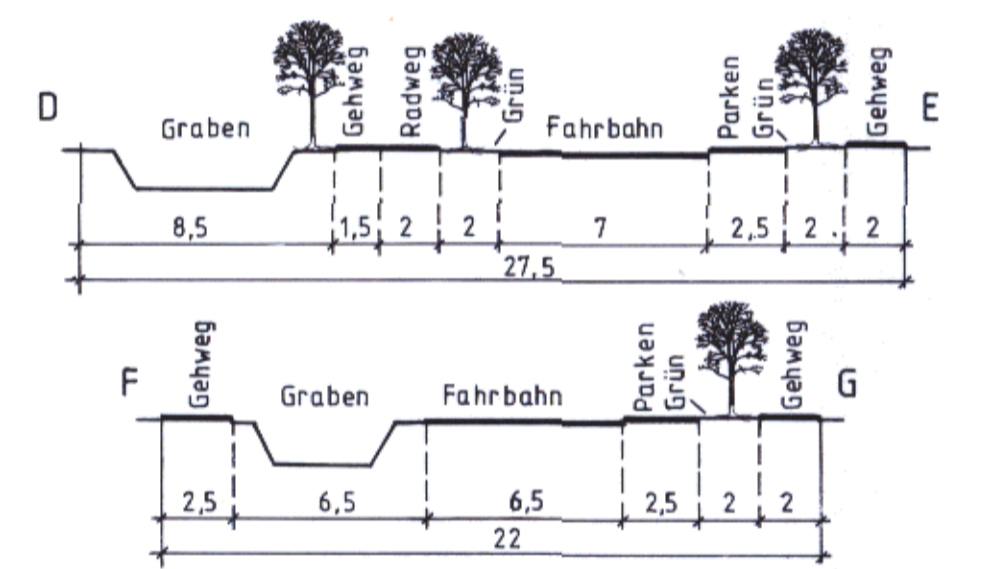 D
Graben
Gehweg
Radweg
Grün
Fahrbahn
Parken
Grün
Gehweg
E
8,5
1,5
2
2
7
2,5
2
2
27,5
F
Gehweg
Graben
Fahrbahn
Parken
Grün
Gehweg
G
2,5
6,5
6,5
2,5
2
2
22